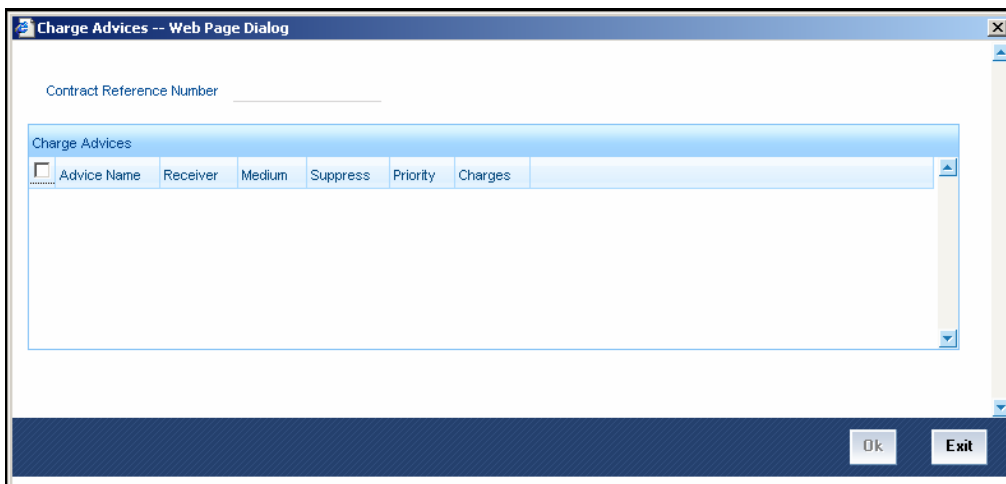 Charge Advices -- Web Page Dialog
Contract Reference Number
Charge Advices
Advice Name Receiver Medium Suppress Priority Charges
Ok Exit